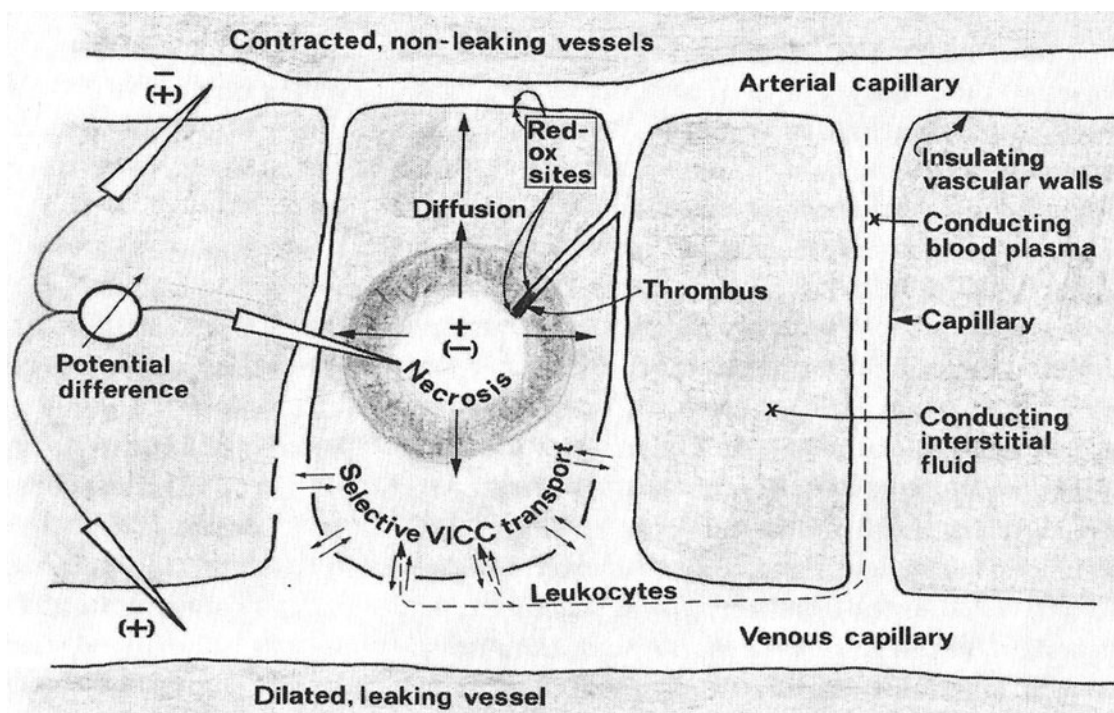 Contracted, non-leaking vessels
Arterial capillary
−
(+)
Red-
ox
sites
Insulating
vascular walls
Diffusion
Conducting
blood plasma
Thrombus
Capillary
+
(−)
Potential
difference
Necrosis
Conducting
interstitial
fluid
Selective VICC transport
Leukocytes
−
(+)
Venous capillary
Dilated, leaking vessel